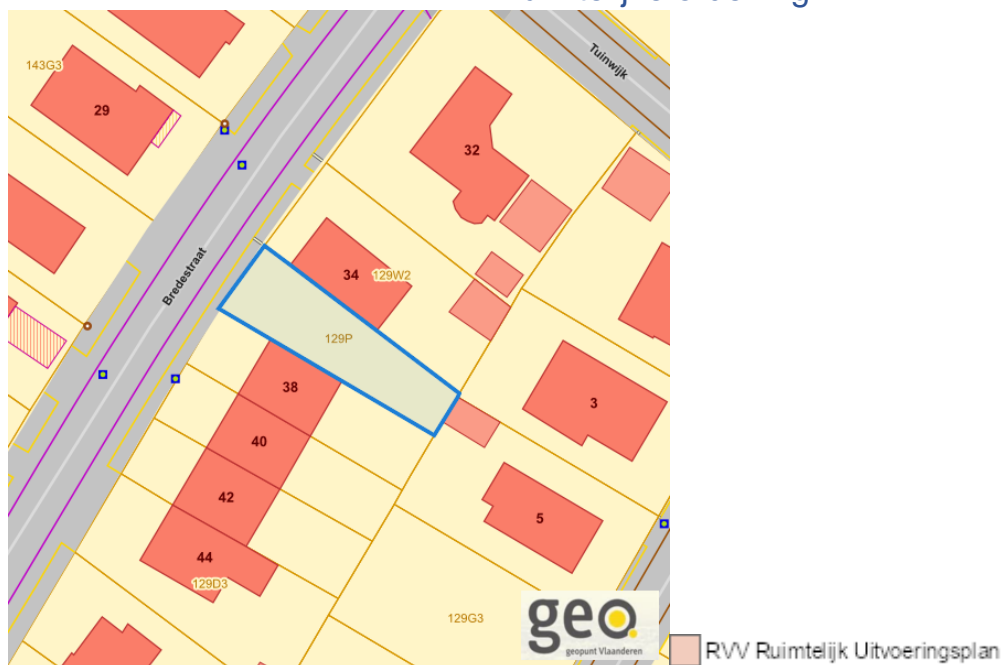 143G3
29
Tuinwijk
32
Bredestraat
34
129W2
129P
38
3
40
42
5
44
129D3
129G3
geo
geopunt Vlaanderen
RVV Ruimtelijk Uitvoeringsplan